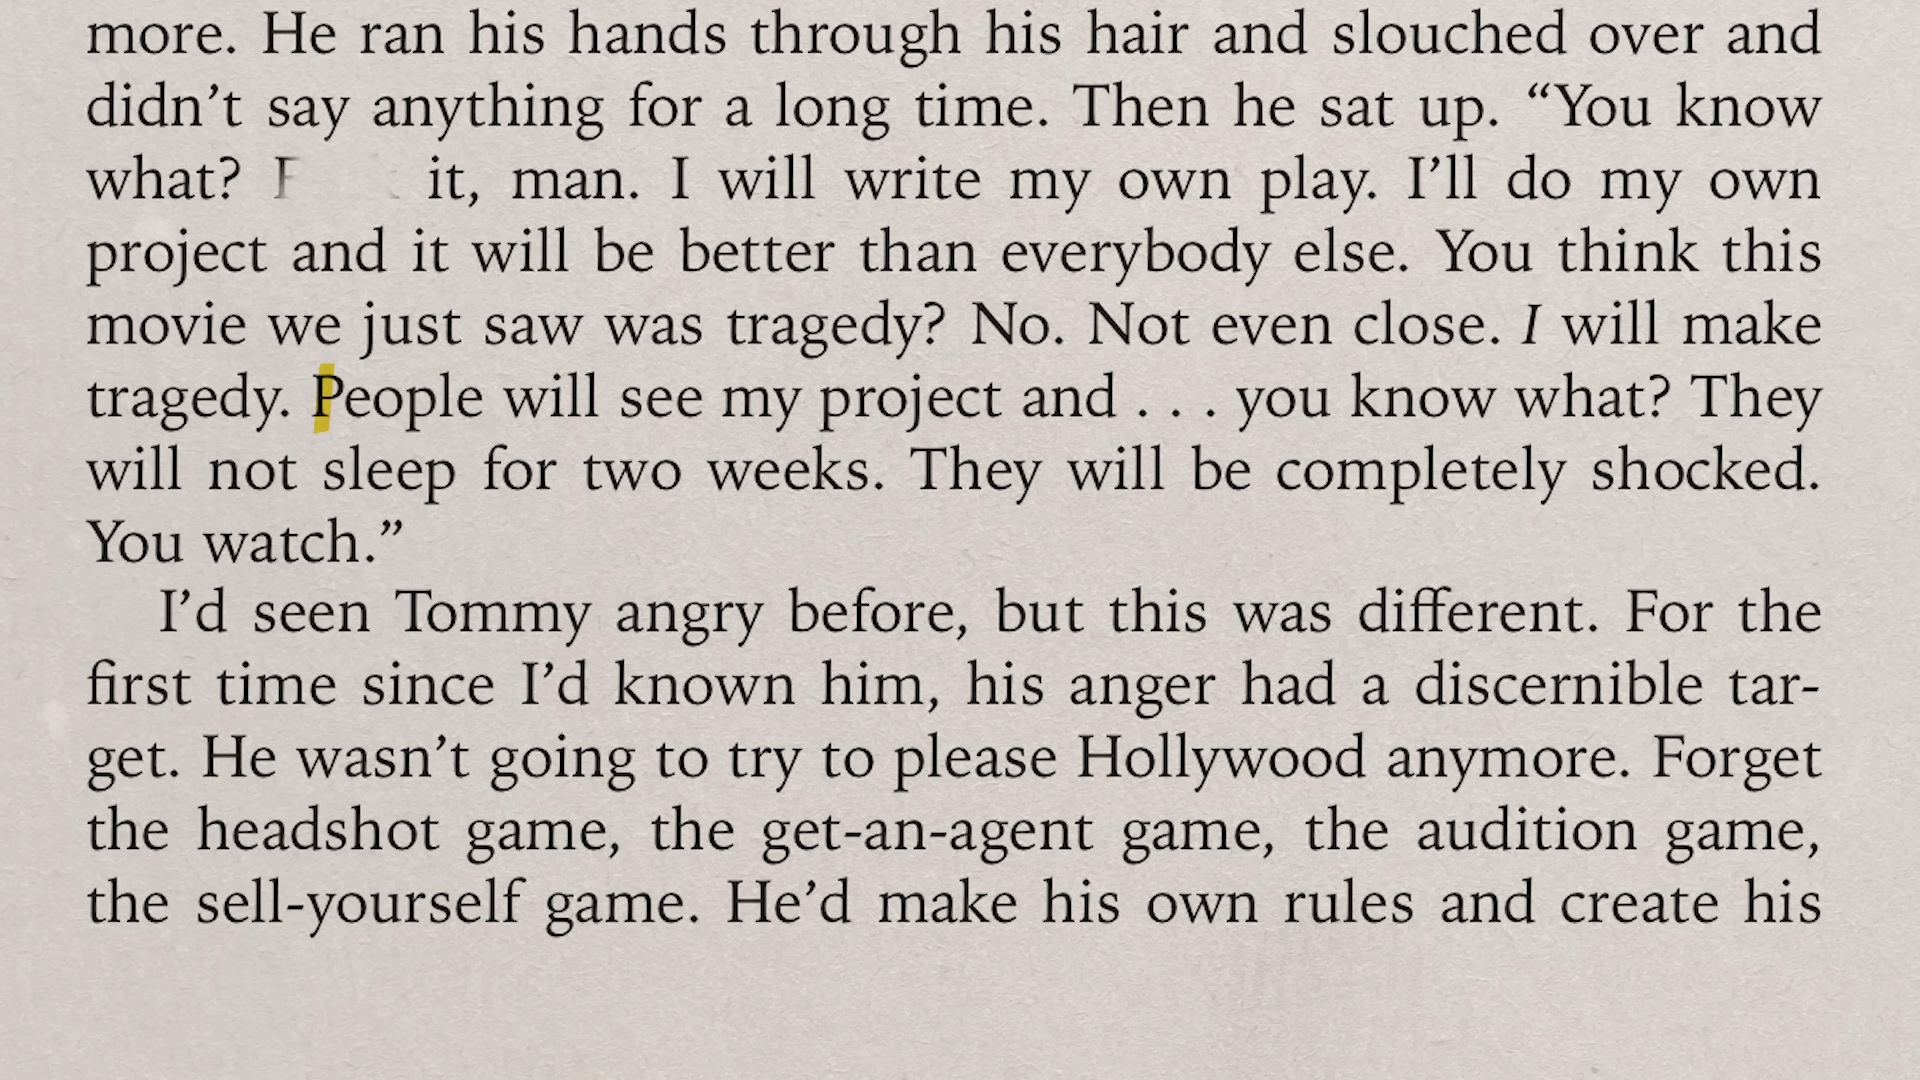 more. He ran his hands through his hair and slouched over and
didn’t say anything for a long time. Then he sat up. “You know
what? it, man. I will write my own play. I’ll do my own
project and it will be better than everybody else. You think this
movie we just saw was tragedy? No. Not even close. I will make
tragedy. People will see my project and . . . you know what? They
will not sleep for two weeks. They will be completely shocked.
You watch.”
I’d seen Tommy angry before, but this was different. For the
first time since I’d known him, his anger had a discernible tar-
get. He wasn’t going to try to please Hollywood anymore. Forget
the headshot game, the get-an-agent game, the audition game,
the sell-yourself game. He’d make his own rules and create his